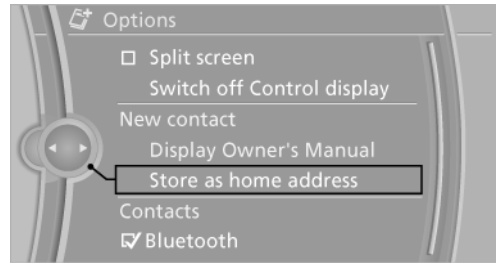 Options
Split screen
Switch off Control display
New contact
Display Owner's Manual
Store as home address
Contacts
Bluetooth